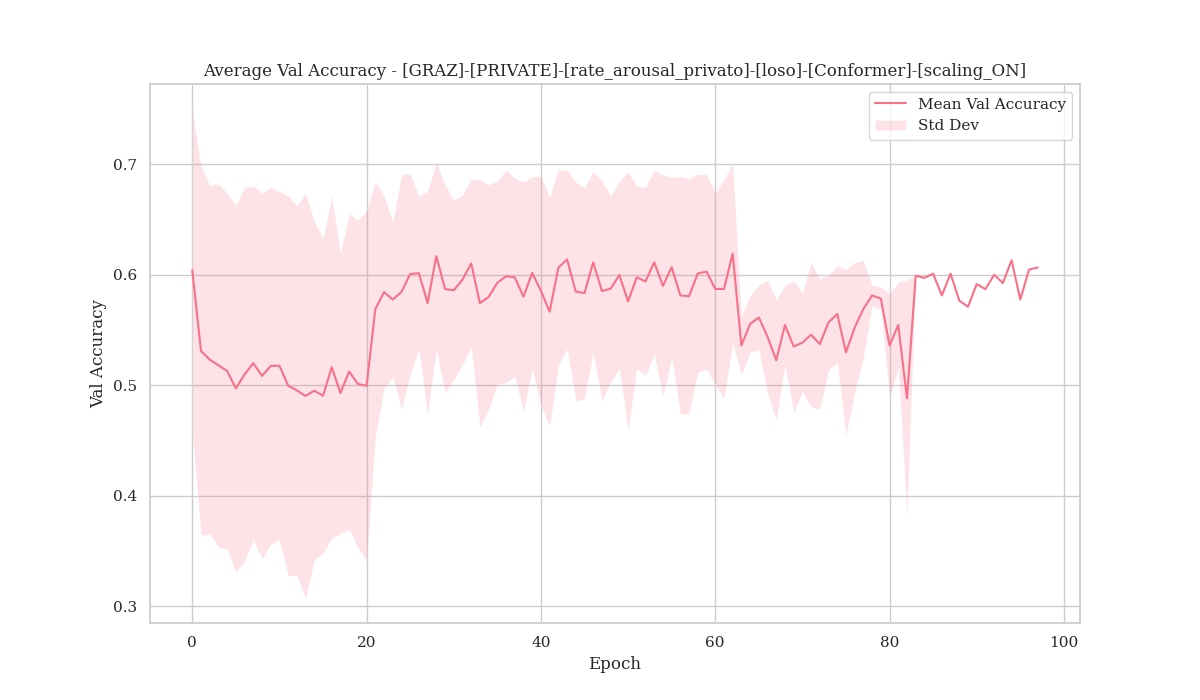 Average Val Accuracy - [GRAZ]-[PRIVATE]-[rate_arousal_privato]-[loso]-[Conformer]-[scaling_ON]
Mean Val Accuracy
Std Dev
Val Accuracy
0.7
0.6
0.5
0.4
0.3
0 20 40 60 80 100
Epoch